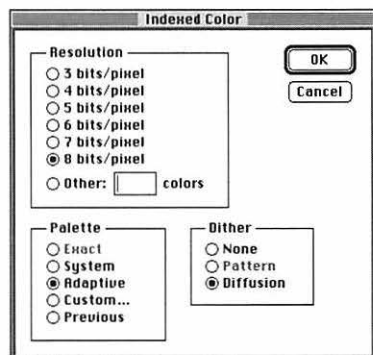 Indexed Color
Resolution
3 bits/pixel
4 bits/pixel
5 bits/pixel
6 bits/pixel
7 bits/pixel
8 bits/pixel
Other: colors
OK
Cancel
Palette
Exact
System
Adaptive
Custom...
Previous
Dither
None
Pattern
Diffusion